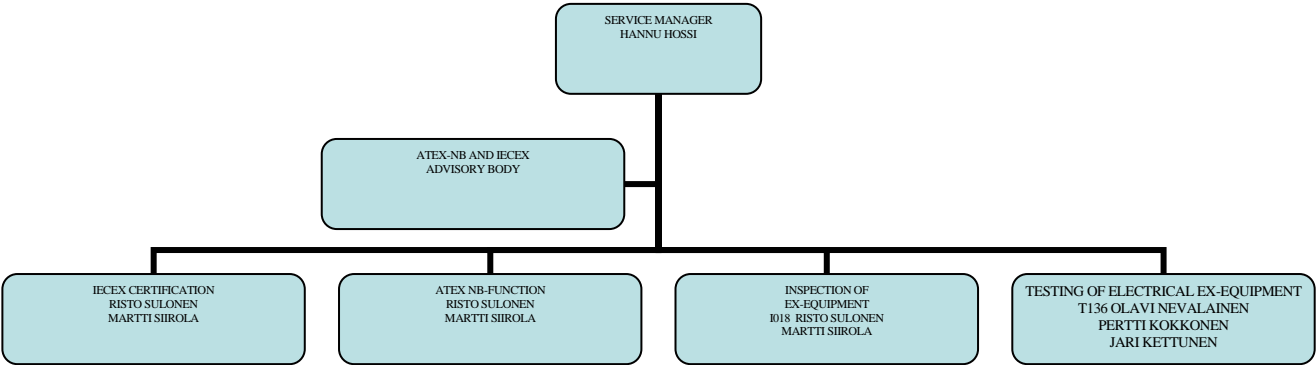 SERVICE MANAGER
HANNU HOSSI
ATEX-NB AND IECEX
ADVISORY BODY
IECEX CERTIFICATION
RISTO SULONEN
MARTTI SIIROLA
ATEX NB-FUNCTION
RISTO SULONEN
MARTTI SIIROLA
INSPECTION OF
EX-EQUIPMENT
I018 RISTO SULONEN
MARTTI SIIROLA
TESTING OF ELECTRICAL EX-EQUIPMENT
T136 OLAVI NEVALAINEN
PERTTI KOKKONEN
JARI KETTUNEN